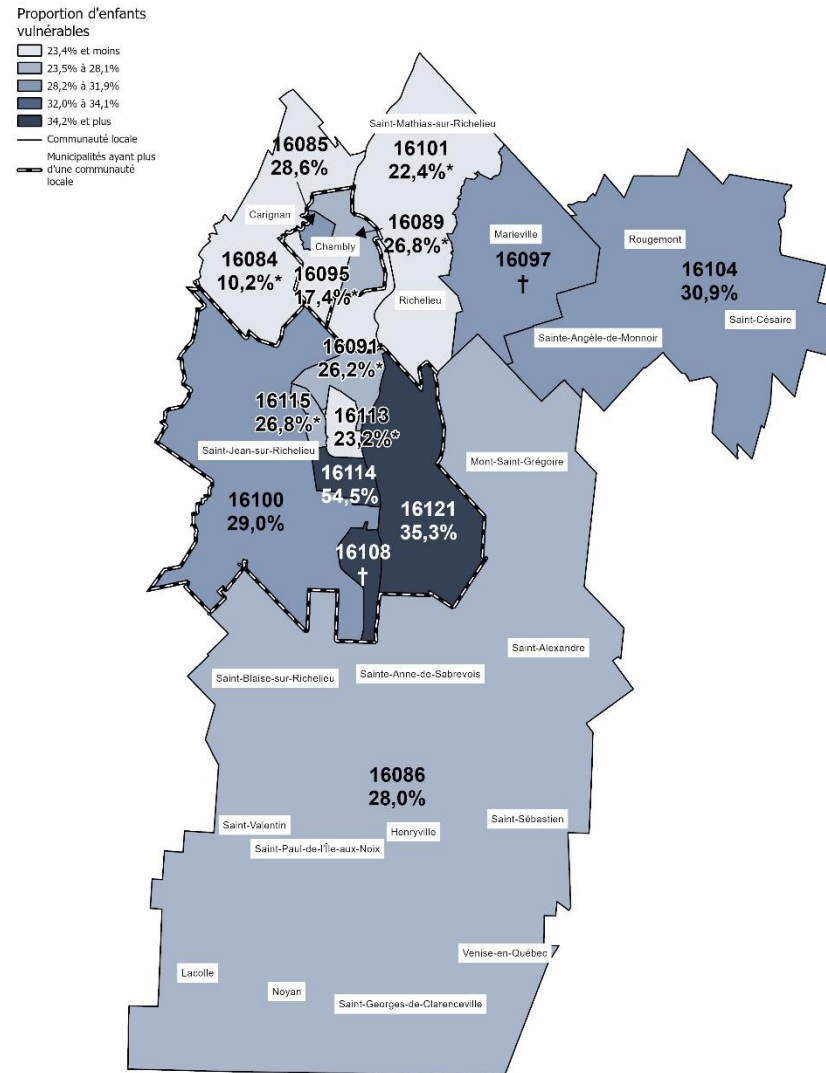 Proportion d'enfants
vulnérables
23,4% et moins
23,5% à 28,1%
28,2% à 31,9%
32,0% à 34,1%
34,2% et plus
Communauté locale
Municipalités ayant plus
d'une communauté
locale
Saint-Mathias-sur-Richelieu
16085
28,6%
16101
22,4%*
Carignan
Chambly
16089
26,8%*
Marieville
16097
†
Rougemont
16104
30,9%
16084
10,2%*
16095
17,4%*
Richelieu
Saint-Césaire
Sainte-Angèle-de-Monnoir
16091
26,2%*
16115
26,8%*
16113
23,2%*
Saint-Jean-sur-Richelieu
Mont-Saint-Grégoire
16114
54,5%
16100
29,0%
16121
35,3%
16108
†
Saint-Alexandre
Saint-Blaise-sur-Richelieu
Sainte-Anne-de-Sabrevois
16086
28,0%
Saint-Valentin
Henryville
Saint-Sébastien
Saint-Paul-de-l'Île-aux-Noix
Venise-en-Québec
Lacolle
Noyan
Saint-Georges-de-Clarenceville